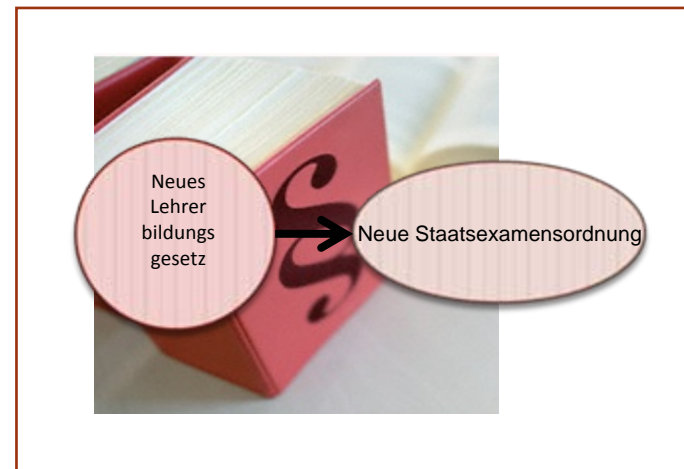 Neues
Lehrer
bildungs
gesetz
Neue Staatsexamensordnung
§